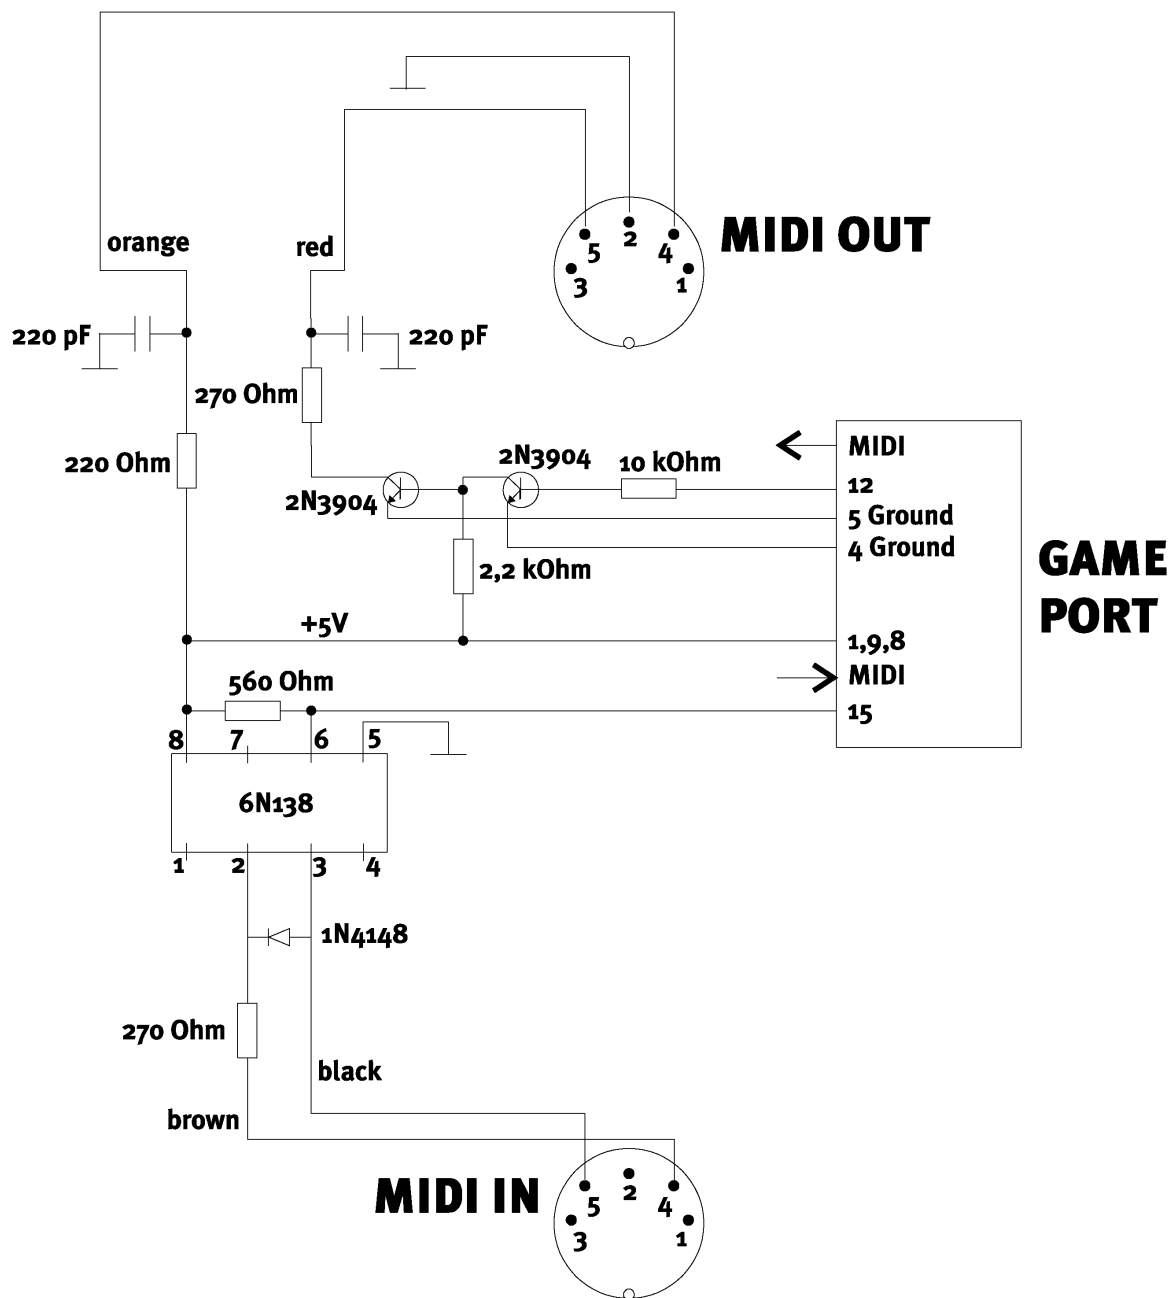 MIDI OUT
5
2
4
3
1
orange
red
220 pF
220 pF
270 Ohm
220 Ohm
2N3904
2N3904
10 kOhm
MIDI
12
5 Ground
4 Ground
2,2 kOhm
GAME
PORT
+5V
1,9,8
MIDI
560 Ohm
15
8
7
6
5
6N138
1
2
3
4
1N4148
270 Ohm
black
brown
MIDI IN
5
2
4
3
1